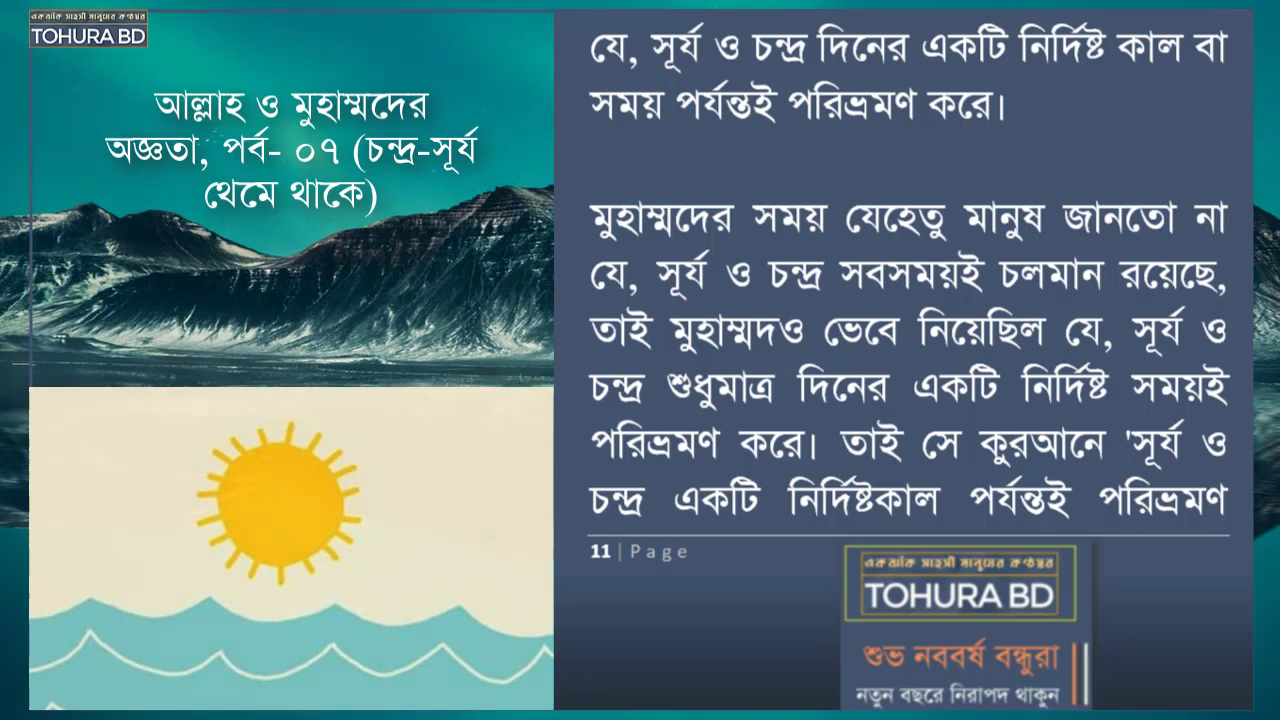 একঝাঁক সাহসী মানুষের কণ্ঠস্বর
TOHURA BD
আল্লাহ ও মুহাম্মদের
অজ্ঞতা, পর্ব- ০৭ (চন্দ্র-সূর্য
থেমে থাকে)
যে, সূর্য ও চন্দ্র দিনের একটি নির্দিষ্ট কাল বা
সময় পর্যন্তই পরিভ্রমণ করে।
মুহাম্মদের সময় যেহেতু মানুষ জানতো না
যে, সূর্য ও চন্দ্র সবসময়ই চলমান রয়েছে,
তাই মুহাম্মদও ভেবে নিয়েছিল যে, সূর্য ও
চন্দ্র শুধুমাত্র দিনের একটি নির্দিষ্ট সময়ই
পরিভ্রমণ করে। তাই সে কুরআনে 'সূর্য ও
চন্দ্র একটি নির্দিষ্টকাল পর্যন্তই পরিভ্রমণ
11 | Page
একঝাঁক সাহসী মানুষের কণ্ঠস্বর
TOHURA BD
শুভ নববর্ষ বন্ধুরা
নতুন বছরে নিরাপদ থাকুন